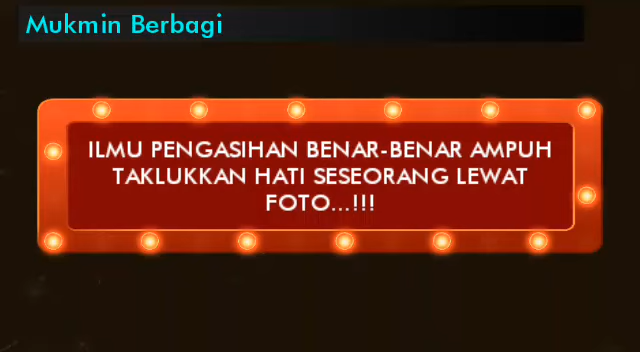 Mukmin Berbagi
ILMU PENGASIHAN BENAR-BENAR AMPUH
TAKLUKKAN HATI SESEORANG LEWAT
FOTO...!!!